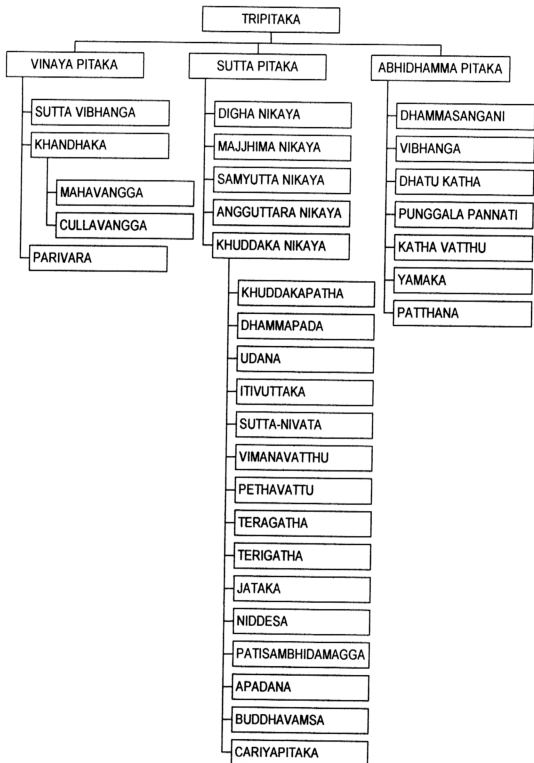 TRIPITAKA
VINAYA PITAKA
SUTTA VIBHANGA
KHANDHAKA
MAHAVANGGA
CULLAVANGGA
PARIVARA
SUTTA PITAKA
DIGHA NIKAYA
MAJJHIMA NIKAYA
SAMYUTTA NIKAYA
ANGGUTTARA NIKAYA
KHUDDAKA NIKAYA
KHUDDAKAPATHA
DHAMMAPADA
UDANA
ITIVUTTAKA
SUTTA-NIVATA
VIMANAVATTHU
PETHAVATTU
TERAGATHA
TERIGATHA
JATAKA
NIDDESA
PATISAMBHIDAMAGGA
APADANA
BUDDHAVAMSA
CARIYAPITAKA
ABHIDHAMMA PITAKA
DHAMMASANGANI
VIBHANGA
DHATU KATHA
PUNGGALA PANNATI
KATHA VATTHU
YAMAKA
PATTHANA